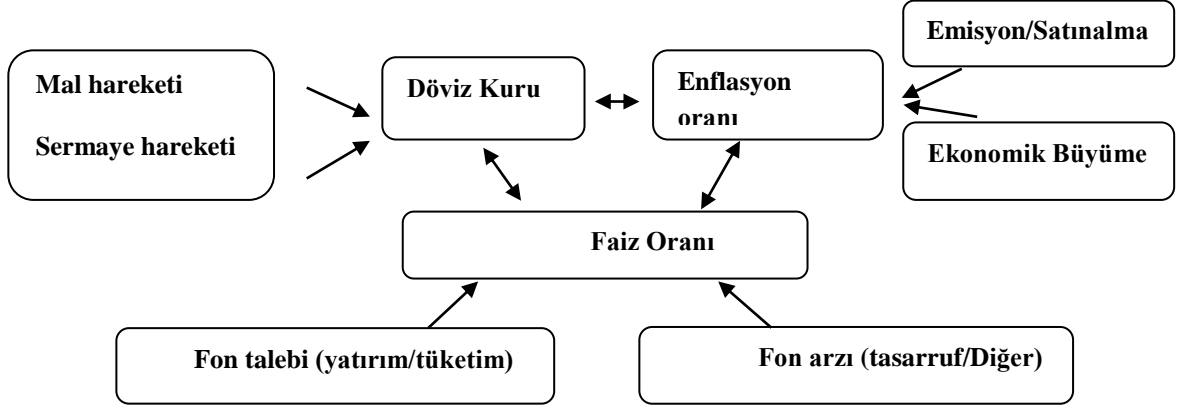 Emisyon/Satınalma
Mal hareketi
Sermaye hareketi
Döviz Kuru
Enflasyon
oranı
Ekonomik Büyüme
Faiz Oranı
Fon talebi (yatırım/tüketim)
Fon arzı (tasarruf/Diğer)